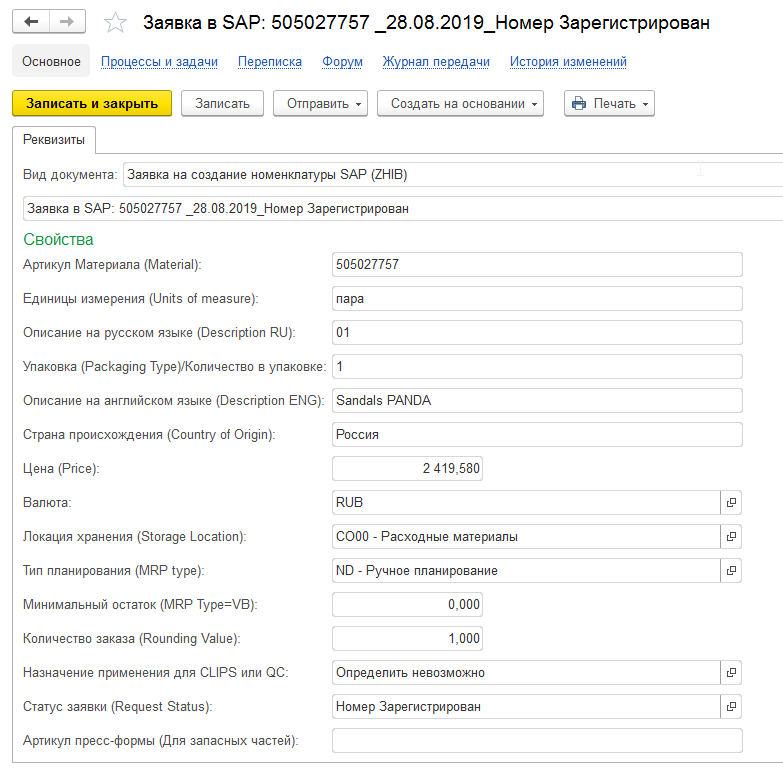 Заявка в SAP: 505027757 _28.08.2019_Номер Зарегистрирован
Основное Процессы и задачи Переписка Форум Журнал передачи История изменений
Записать и закрыть Записать Отправить Создать на основании Печать
Реквизиты
Вид документа: Заявка на создание номенклатуры SAP (ZHIB)
Заявка в SAP: 505027757 _28.08.2019_Номер Зарегистрирован
Свойства
Артикул Материала (Material): 505027757
Единицы измерения (Units of measure): пара
Описание на русском языке (Description RU): 01
Упаковка (Packaging Type)/Количество в упаковке: 1
Описание на английском языке (Description ENG): Sandals PANDA
Страна происхождения (Country of Origin): Россия
Цена (Price): 2 419,580
Валюта: RUB
Локация хранения (Storage Location): CO00 - Расходные материалы
Тип планирования (MRP type): ND - Ручное планирование
Минимальный остаток (MRP Type=VB): 0,000
Количество заказа (Rounding Value): 1,000
Назначение применения для CLIPS или QC: Определить невозможно
Статус заявки (Request Status): Номер Зарегистрирован
Артикул пресс-формы (Для запасных частей):